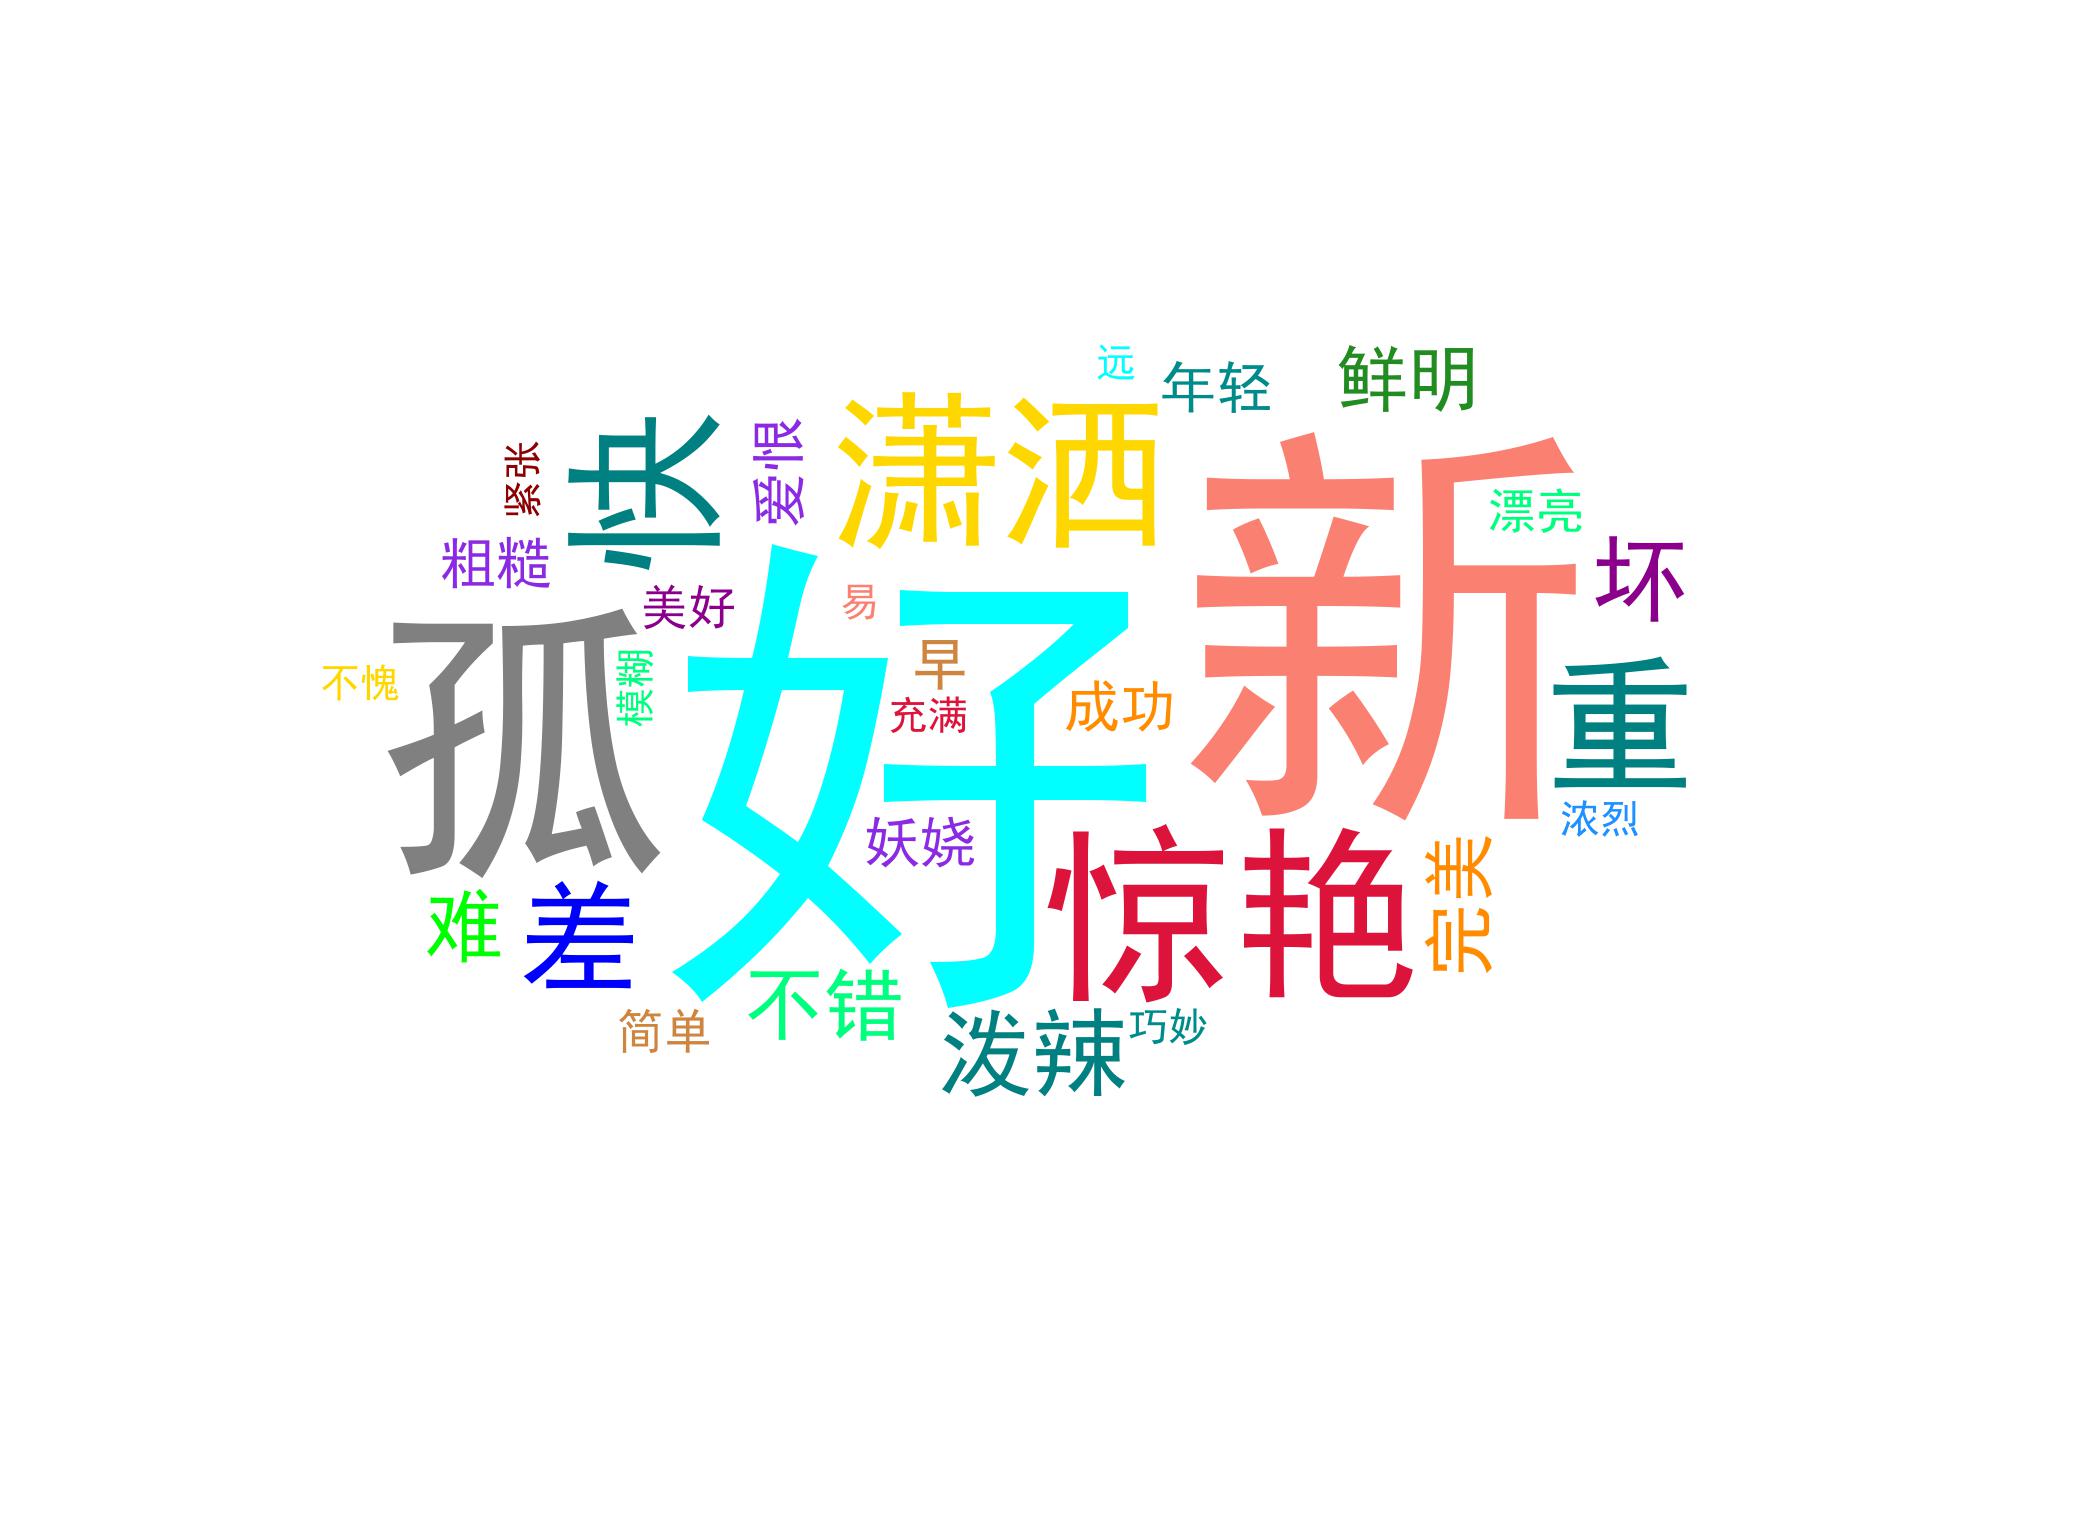 远
年轻
鲜明
潇洒
快
爱恨
紧张
新
漂亮
粗糙
坏
美好
易
好
孤
早
模糊
不愧
成功
充满
重
浓烈
妖娆
惊艳
完美
难
差
不错
简单
泼辣
巧妙